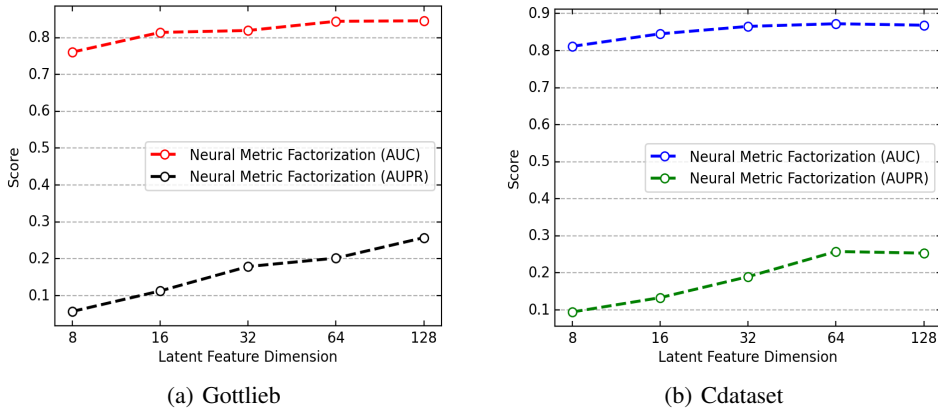 0.8
0.7
0.6
0.5
0.4
0.3
0.2
0.1
Score
Neural Metric Factorization (AUC)
Neural Metric Factorization (AUPR)
8 16 32 64 128
Latent Feature Dimension
(a) Gottlieb
0.9
0.8
0.7
0.6
0.5
0.4
0.3
0.2
0.1
Score
Neural Metric Factorization (AUC)
Neural Metric Factorization (AUPR)
8 16 32 64 128
Latent Feature Dimension
(b) Cdataset